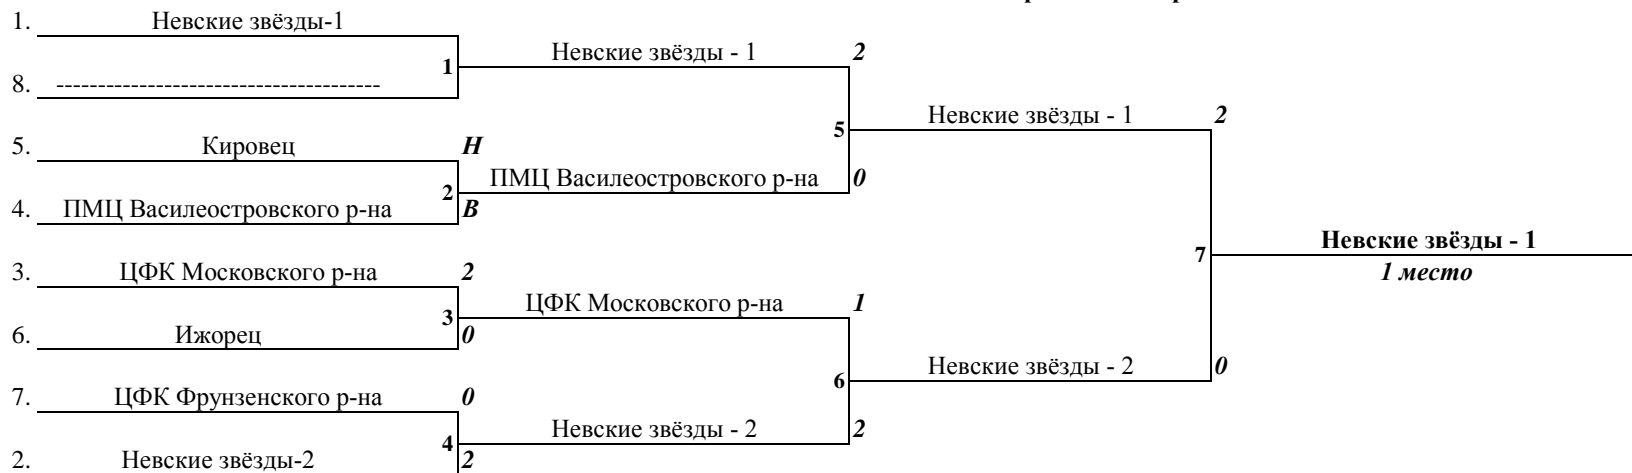 1. Невские звёзды-1
Невские звёзды - 1 2
1
8. ---------------------------------------
Невские звёзды - 1 2
5
5. Кировец Н
2 ПМЦ Василеостровского р-на 0
4. ПМЦ Василеостровского р-на В
Невские звёзды - 1
7
3. ЦФК Московского р-на 2
1 место
ЦФК Московского р-на 1
3
6. Ижорец 0
Невские звёзды - 2 0
6
7. ЦФК Фрунзенского р-на 0
Невские звёзды - 2 2
4
2. Невские звёзды-2 2